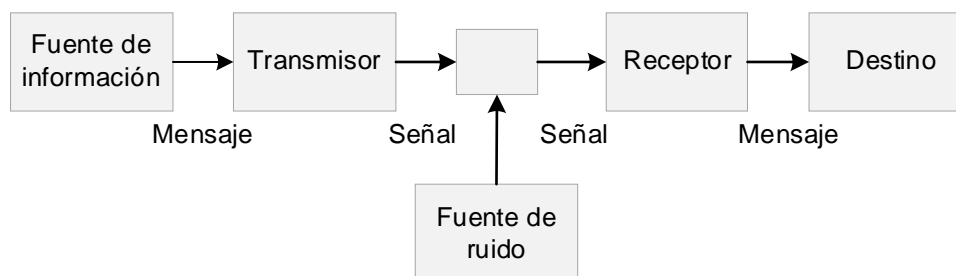 Fuente de
información
Transmisor
Receptor
Destino
Mensaje
Señal
Señal
Mensaje
Fuente de
ruido